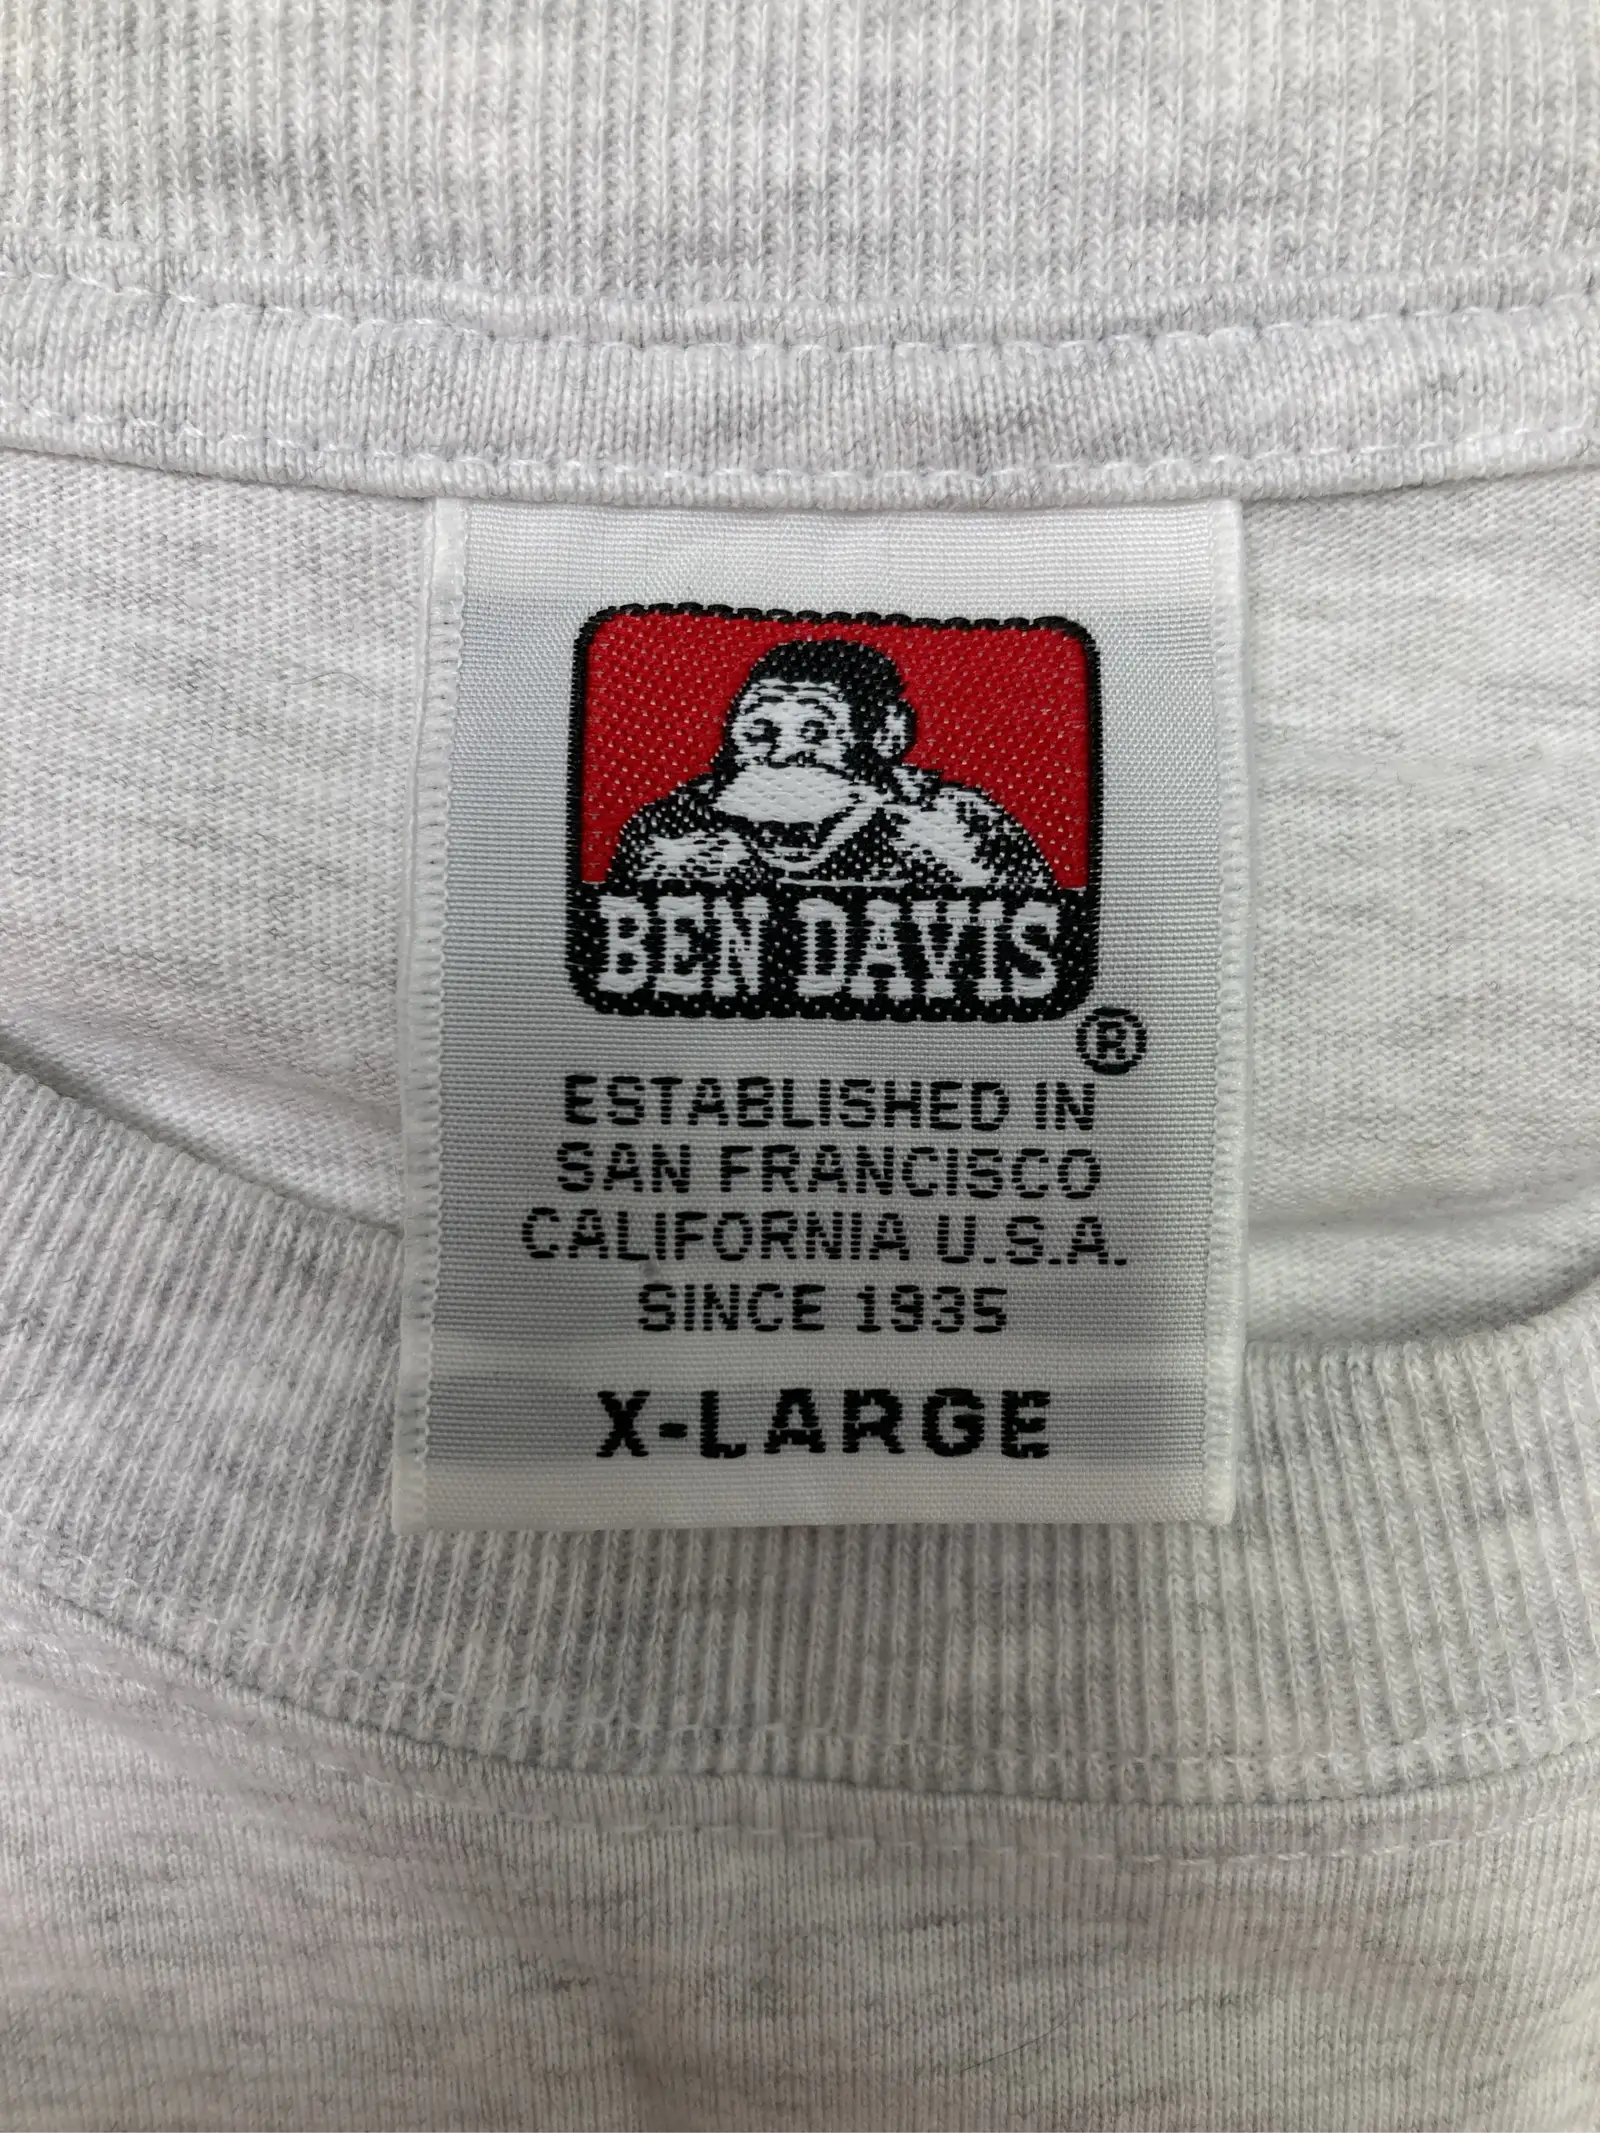 BEN DAVIS
®
ESTABLISHED IN
SAN FRANCISCO
CALIFORNIA U.S.A.
SINCE 1935
X-LARGE